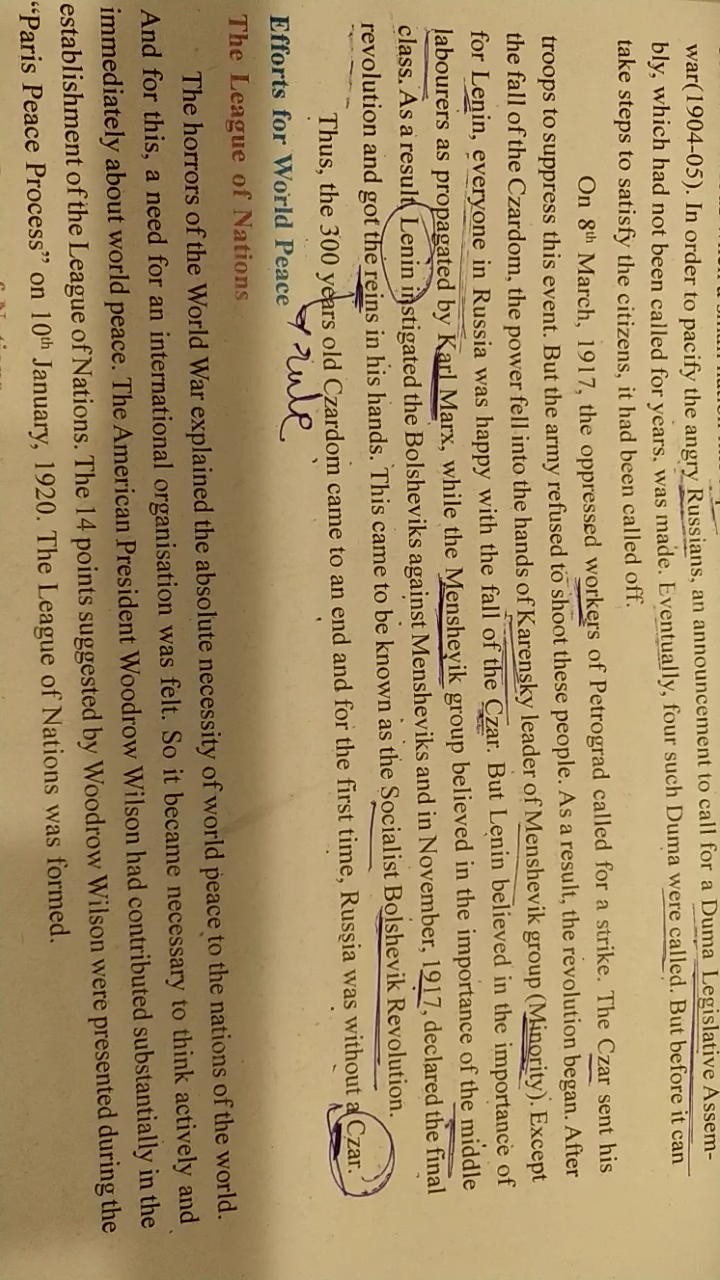 war(1904-05). In order to pacify the angry Russians, an announcement to call for a Duma Legislative Assem-
bly, which had not been called for years, was made. Eventually, four such Duma were called. But before it can
take steps to satisfy the citizens, it had been called off.
On 8th March, 1917, the oppressed workers of Petrograd called for a strike. The Czar sent his
troops to suppress this event. But the army refused to shoot these people. As a result, the revolution began. After
the fall of the Czardom, the power fell into the hands of Karensky leader of Menshevik group (Minority). Except
for Lenin, everyone in Russia was happy with the fall of the Czar. But Lenin believed in the importance of
labourers as propagated by Karl Marx, while the Menshevik group believed in the importance of the middle
class. As a result Lenin instigated the Bolsheviks against Mensheviks and in November, 1917, declared the final
revolution and got the reins in his hands. This came to be known as the Socialist Bolshevik Revolution.
Thus, the 300 years old Czardom came to an end and for the first time, Russia was without a Czar.
rule
Efforts for World Peace
The League of Nations
The horrors of the World War explained the absolute necessity of world peace to the nations of the world.
And for this, a need for an international organisation was felt. So it became necessary to think actively and
immediately about world peace. The American President Woodrow Wilson had contributed substantially in the
establishment of the League of Nations. The 14 points suggested by Woodrow Wilson were presented during the
“Paris Peace Process” on 10th January, 1920. The League of Nations was formed.